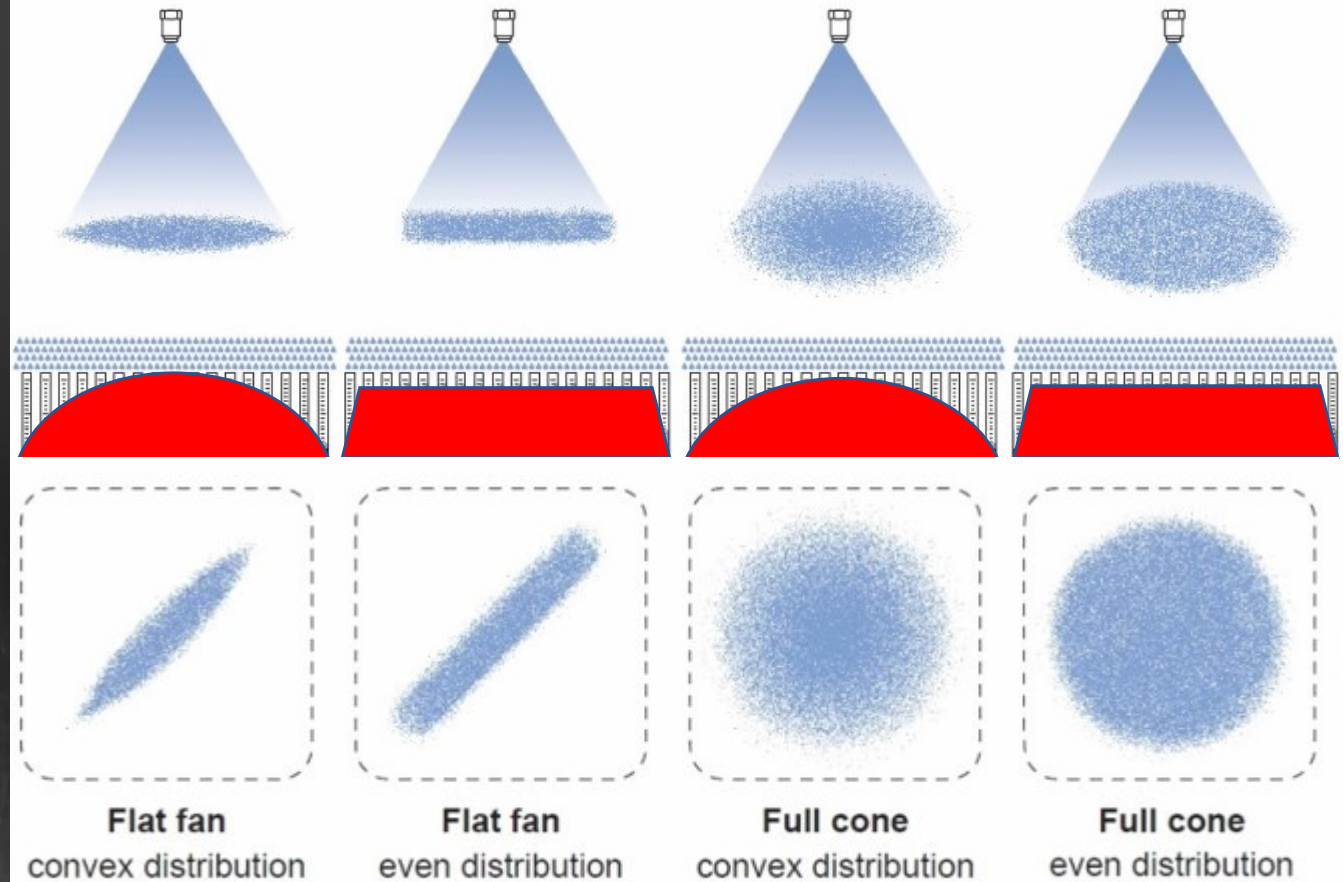 Flat fan
convex distribution
Flat fan
even distribution
Full cone
convex distribution
Full cone
even distribution